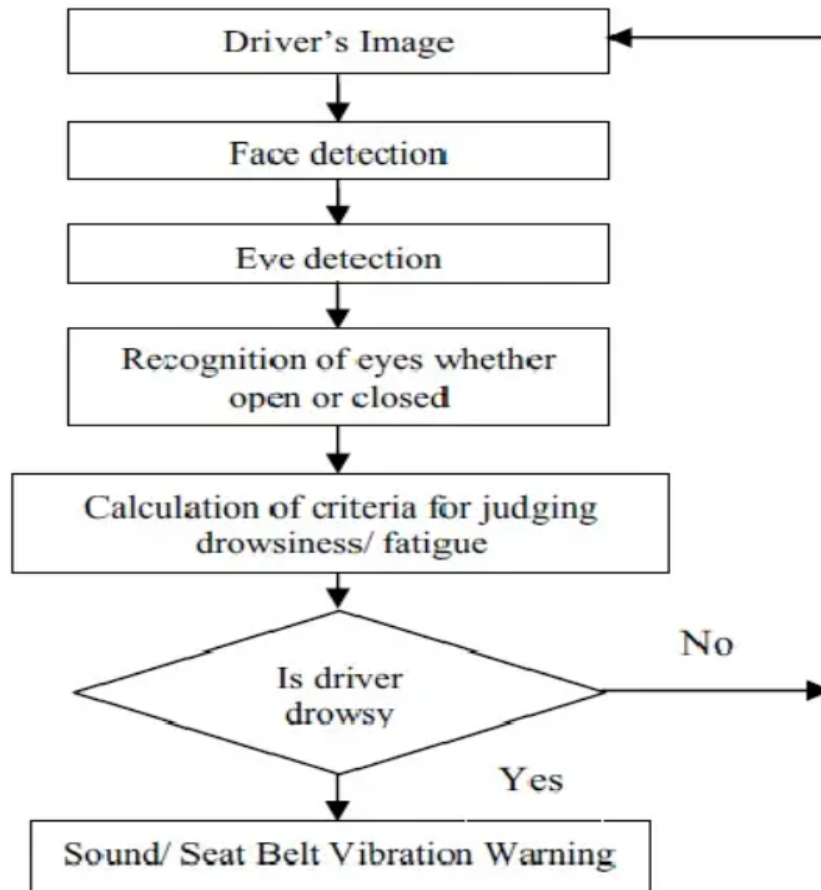 Driver's Image
Face detection
Eye detection
Recognition of eyes whether
open or closed
Calculation of criteria for judging
drowsiness/ fatigue
Is driver
drowsy
No
Yes
Sound/ Seat Belt Vibration Warning